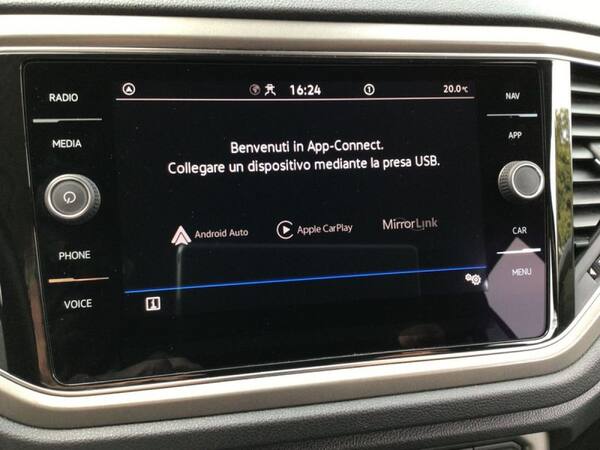 RADIO
16:24
1
20.0°C
NAV
MEDIA
APP
Benvenuti in App-Connect.
Collegare un dispositivo mediante la presa USB.
Android Auto
Apple CarPlay
MirrorLink
PHONE
CAR
VOICE
MENU